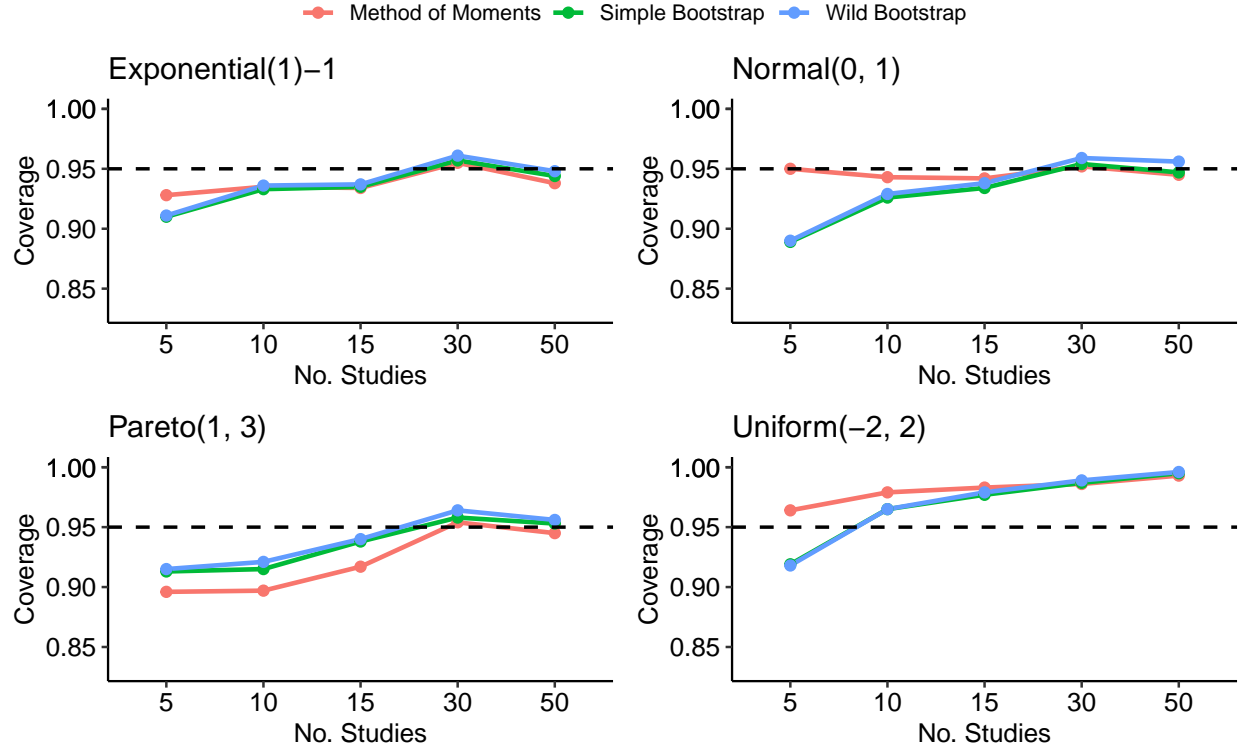 Method of Moments Simple Bootstrap Wild Bootstrap
Exponential(1)−1
1.00
0.95
0.90
0.85
Coverage
5 10 15 30 50
No. Studies
Normal(0, 1)
1.00
0.95
0.90
0.85
Coverage
5 10 15 30 50
No. Studies
Pareto(1, 3)
1.00
0.95
0.90
0.85
Coverage
5 10 15 30 50
No. Studies
Uniform(−2, 2)
1.00
0.95
0.90
0.85
Coverage
5 10 15 30 50
No. Studies